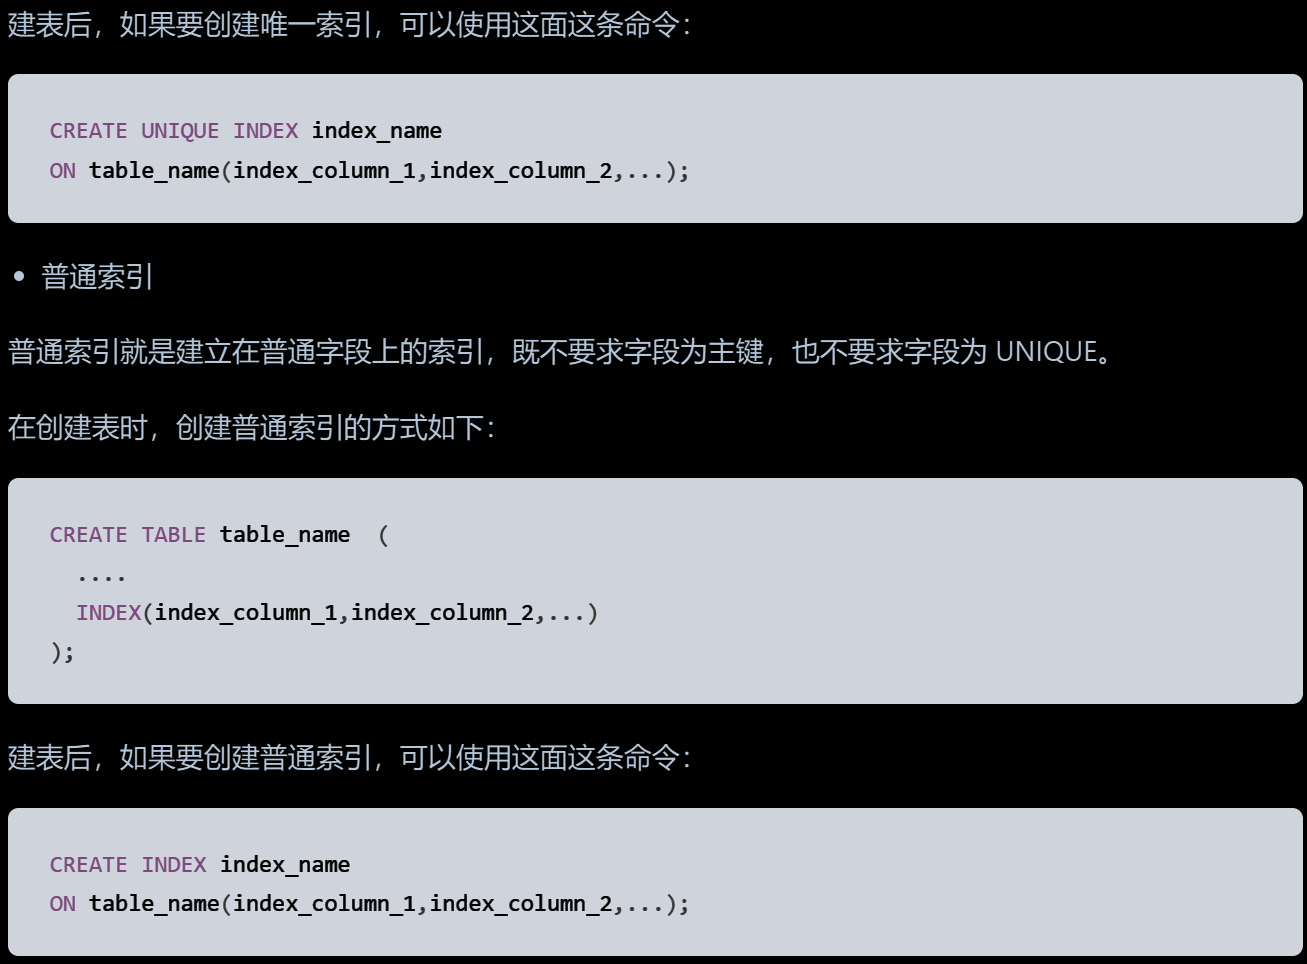 建表后，如果要创建唯一索引，可以使用这面这条命令：
CREATE UNIQUE INDEX index_name
ON table_name(index_column_1,index_column_2,...);
• 普通索引
普通索引就是建立在普通字段上的索引，既不要求字段为主键，也不要求字段为 UNIQUE。
在创建表时，创建普通索引的方式如下：
CREATE TABLE table_name  (
  ....
  INDEX(index_column_1,index_column_2,...)
);
建表后，如果要创建普通索引，可以使用这面这条命令：
CREATE INDEX index_name
ON table_name(index_column_1,index_column_2,...);